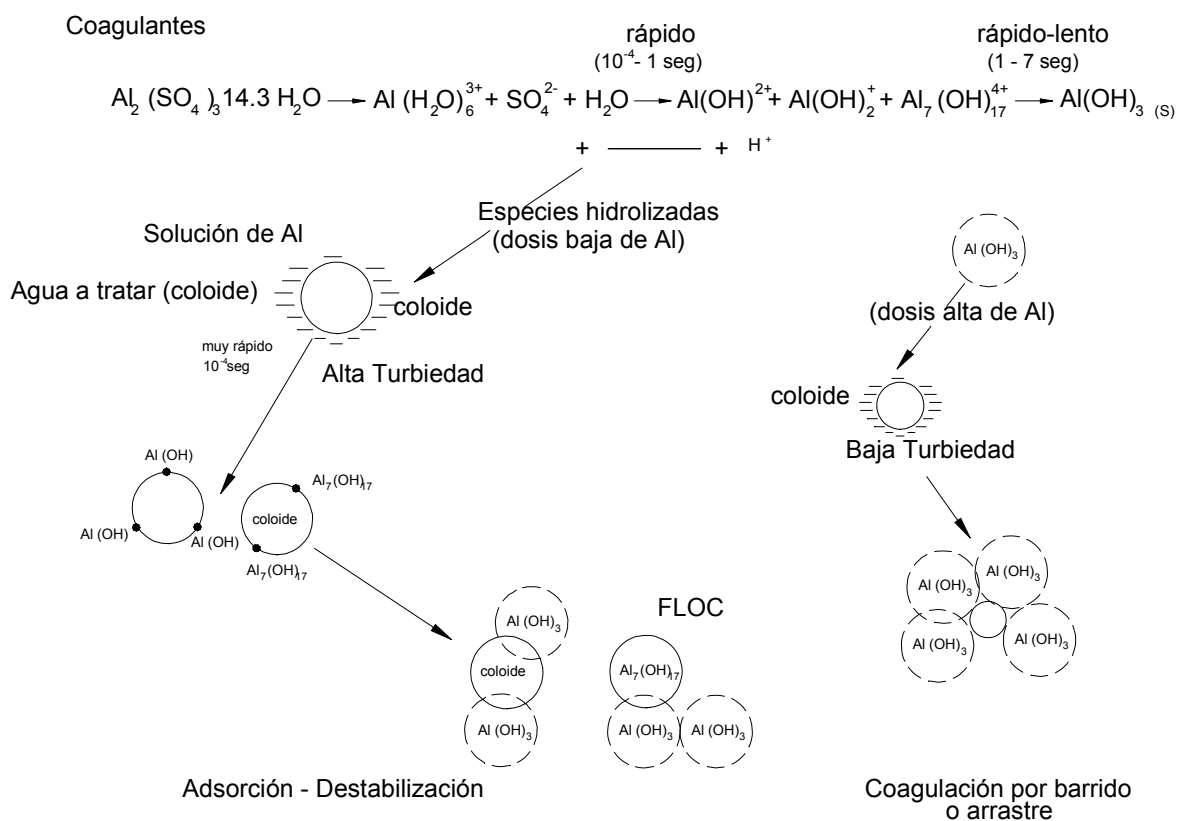 Coagulantes
rápido
(10⁻⁴- 1 seg)
rápido-lento
(1 - 7 seg)
Al₂ (SO₄ )₃ 14.3 H₂O → Al (H₂O)₆³⁺ + SO₄²⁻ + H₂O → Al(OH)²⁺ + Al(OH)₂⁺ + Al₇ (OH)₁₇⁴⁺ → Al(OH)₃ (S)
+ ——— + H⁺
Especies hidrolizadas
(dosis baja de Al)
Solución de Al
Agua a tratar (coloide)
coloide
muy rápido
10⁻⁴seg
Alta Turbiedad
Al (OH)₃
(dosis alta de Al)
coloide
Baja Turbiedad
Al (OH)
Al (OH)
Al (OH)
Al₇(OH)₁₇
coloide
Al₇(OH)₁₇
FLOC
Al (OH)₃
coloide
Al (OH)₃
Al₇(OH)₁₇
Al (OH)₃
Al (OH)₃
Al (OH)₃
Al (OH)₃
Al (OH)₃
Al (OH)₃
Adsorción - Destabilización
Coagulación por barrido
o arrastre